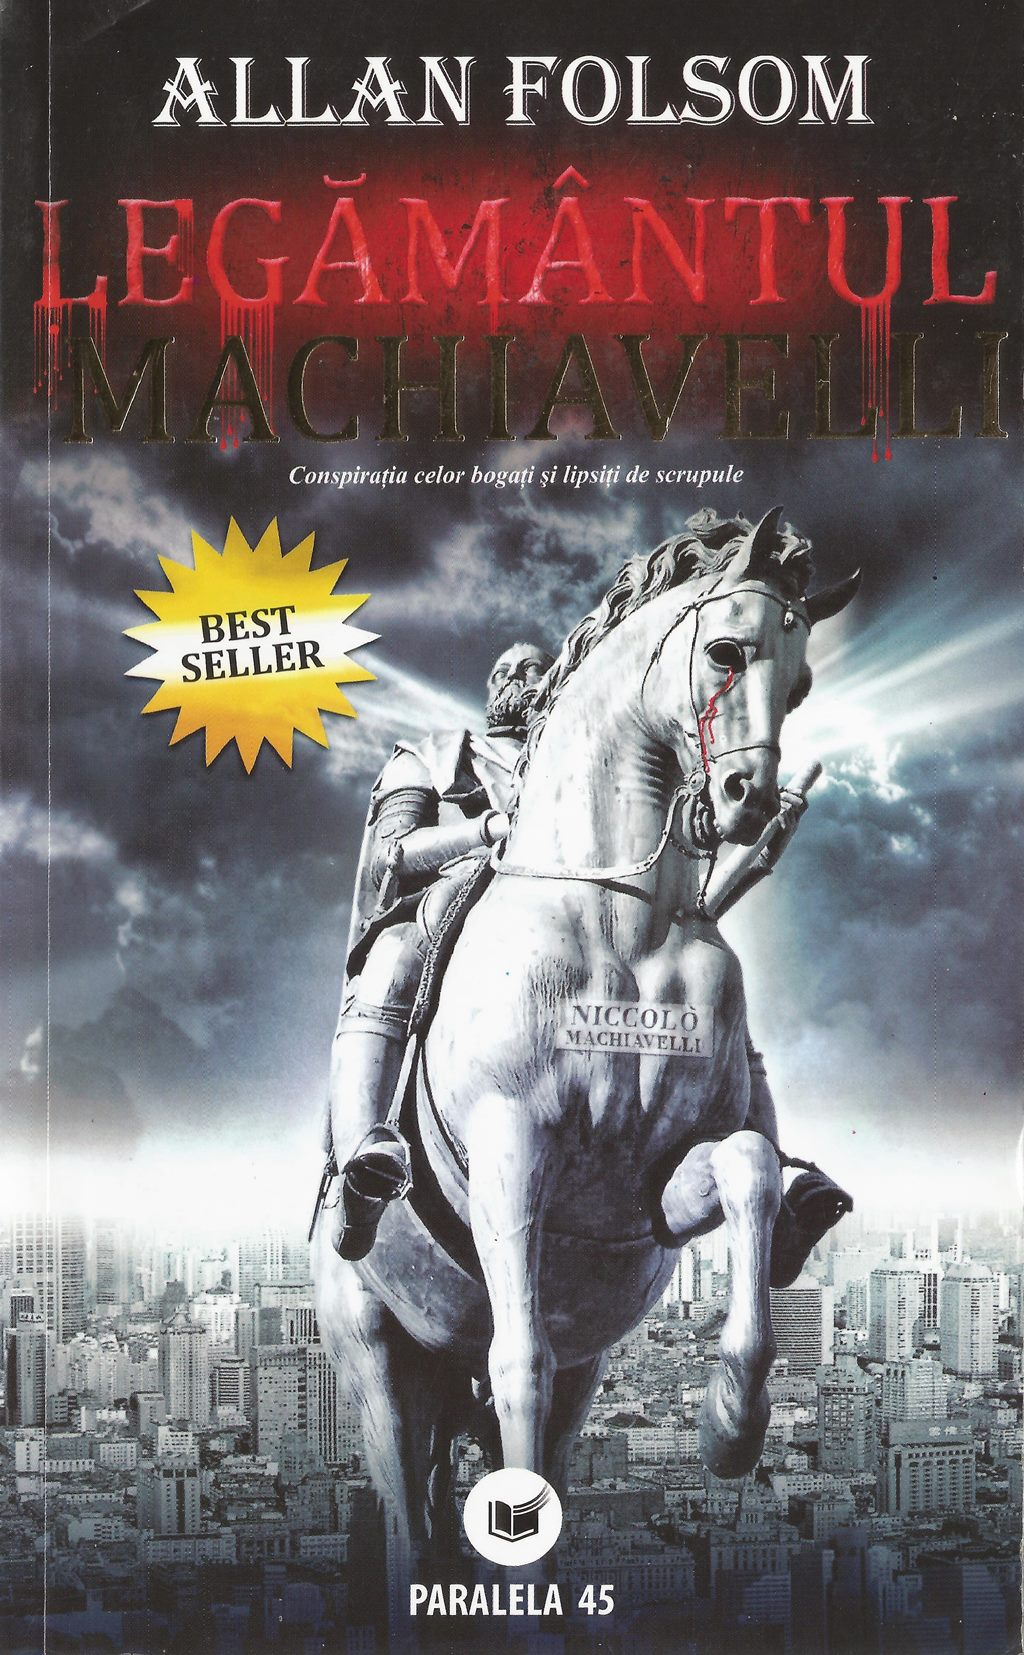 ALLAN FOLSOM
LEGĂMÂNTUL
MACHIAVELLI
Conspirația celor bogați și lipsiți de scrupule
BEST
SELLER
NICCOLÒ
MACHIAVELLI
PARALELA 45